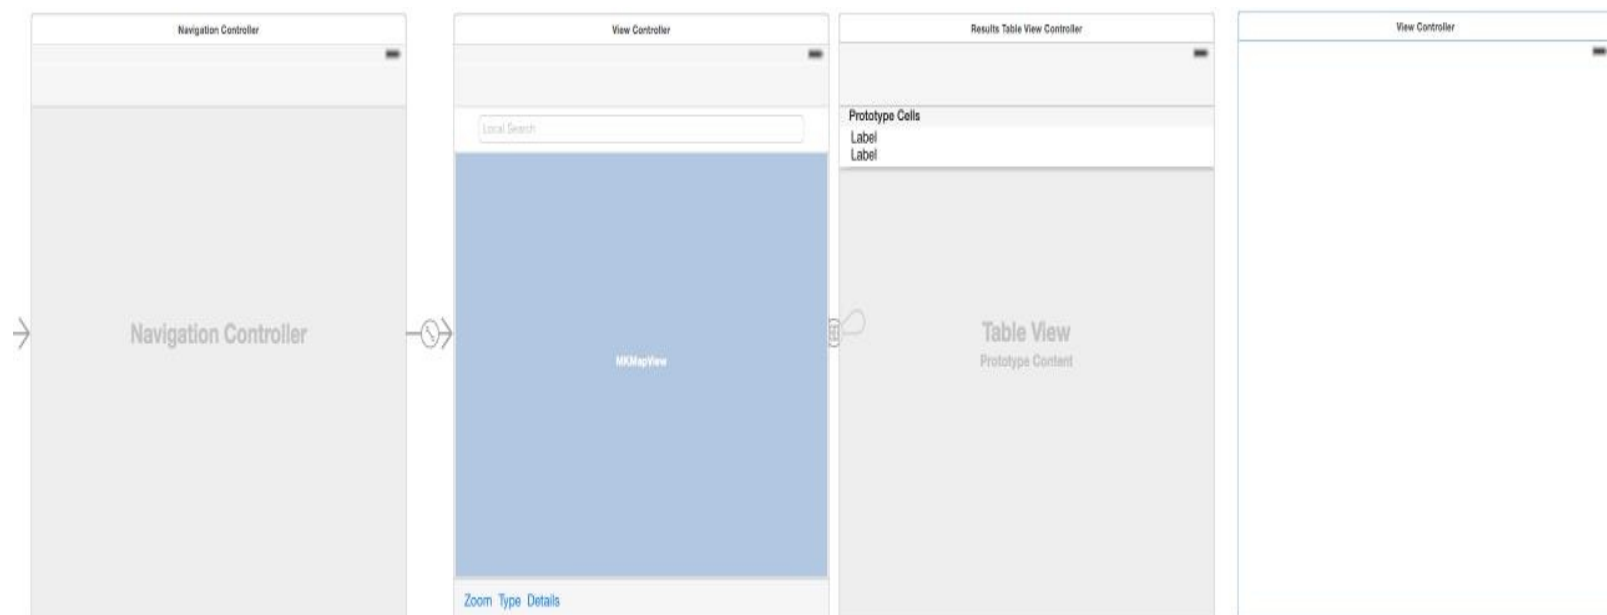 Navigation Controller
Navigation Controller
View Controller
Local Search
MKMapView
Zoom Type Details
Results Table View Controller
Prototype Cells
Label
Label
Table View
Prototype Content
View Controller